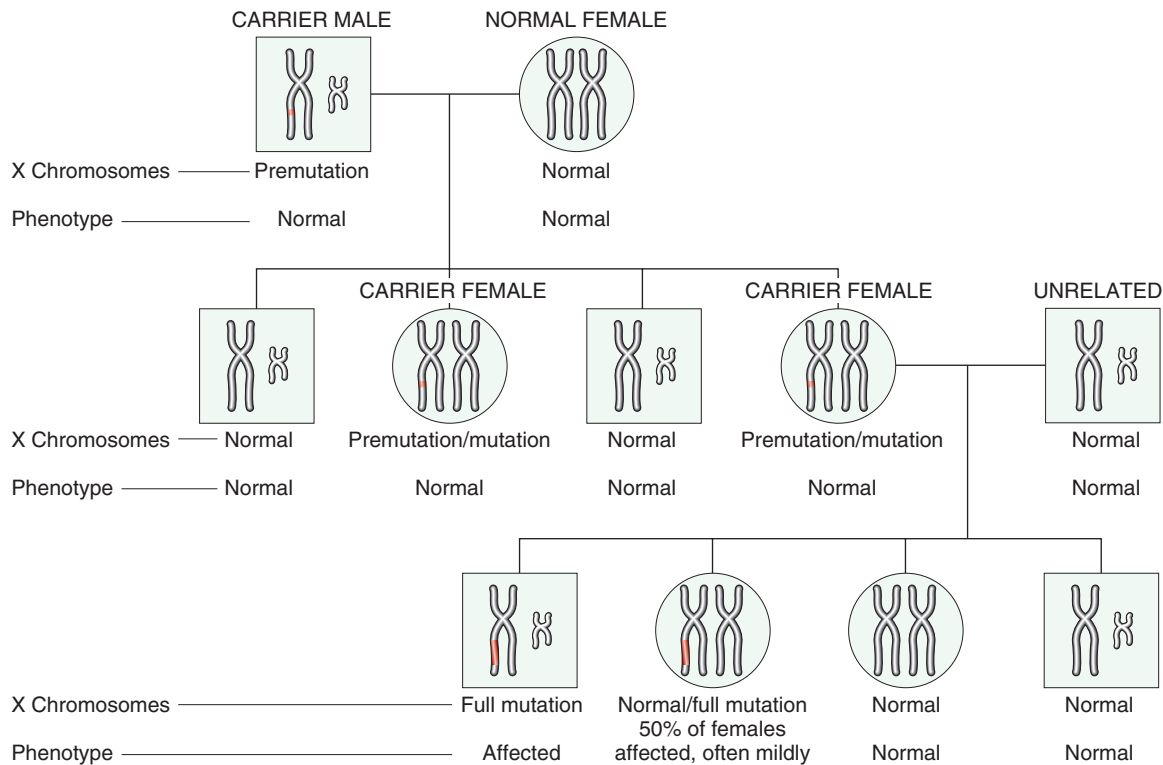 CARRIER MALE NORMAL FEMALE
X Chromosomes Premutation Normal
Phenotype Normal Normal
CARRIER FEMALE CARRIER FEMALE UNRELATED
X Chromosomes Normal Premutation/mutation Normal Premutation/mutation Normal
Phenotype Normal Normal Normal Normal Normal
X Chromosomes Full mutation Normal/full mutation Normal Normal
50% of females
Phenotype Affected affected, often mildly Normal Normal